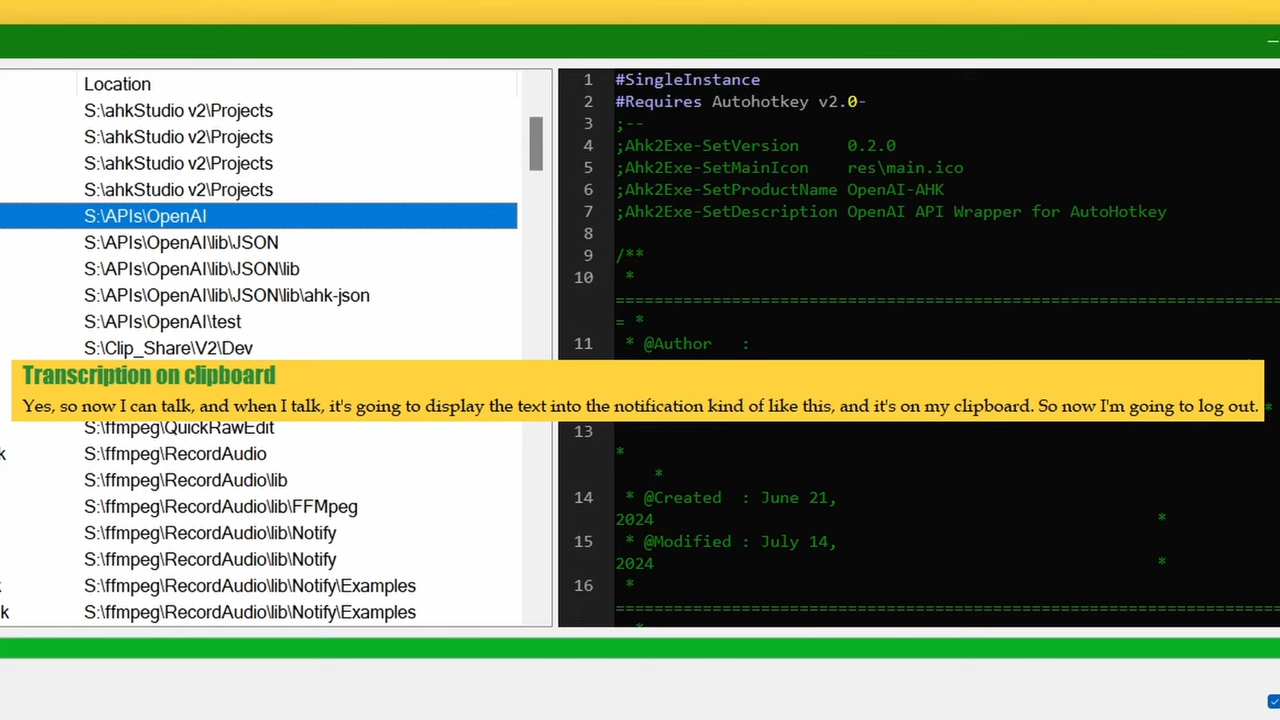 Location
S:\ahkStudio v2\Projects
S:\ahkStudio v2\Projects
S:\ahkStudio v2\Projects
S:\ahkStudio v2\Projects
S:\APIs\OpenAI
S:\APIs\OpenAI\lib\JSON
S:\APIs\OpenAI\lib\JSON\lib
S:\APIs\OpenAI\lib\JSON\lib\ahk-json
S:\APIs\OpenAI\test
S:\Clip_Share\V2\Dev
Transcription on clipboard
Yes, so now I can talk, and when I talk, it's going to display the text into the notification kind of like this, and it's on my clipboard. So now I'm going to log out.
S:\ffmpeg\QuickRawEdit
k S:\ffmpeg\RecordAudio
S:\ffmpeg\RecordAudio\lib
S:\ffmpeg\RecordAudio\lib\FFMpeg
S:\ffmpeg\RecordAudio\lib\Notify
S:\ffmpeg\RecordAudio\lib\Notify
S:\ffmpeg\RecordAudio\lib\Notify\Examples
k S:\ffmpeg\RecordAudio\lib\Notify\Examples
1 #SingleInstance
2 #Requires Autohotkey v2.0-
3 ;--
4 ;Ahk2Exe-SetVersion 0.2.0
5 ;Ahk2Exe-SetMainIcon res\main.ico
6 ;Ahk2Exe-SetProductName OpenAI-AHK
7 ;Ahk2Exe-SetDescription OpenAI API Wrapper for AutoHotkey
8
9 /**
10 *
=====================================================================
= *
11 * @Author :
*
13
*
*
14 * @Created : June 21,
2024 *
15 * @Modified : July 14,
2024 *
16 *
=====================================================================
*